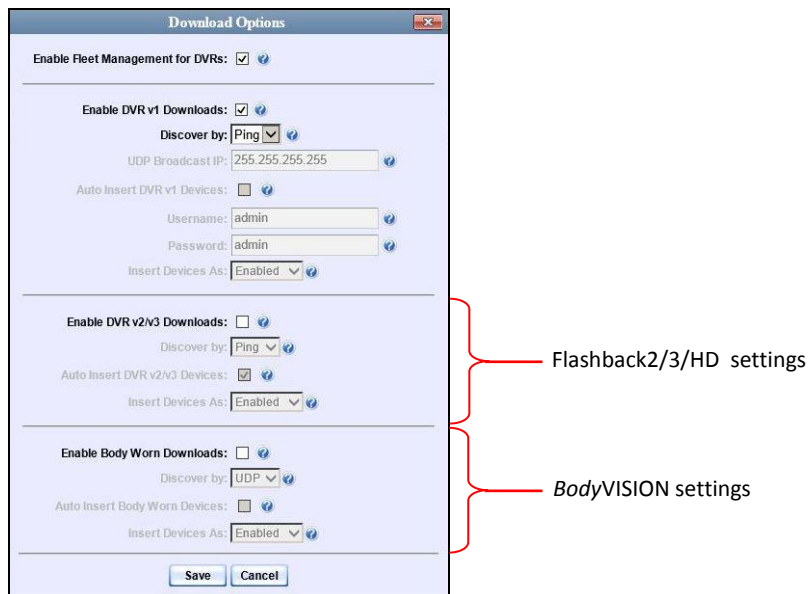 Download Options
Enable Fleet Management for DVRs:
Enable DVR v1 Downloads:
Discover by: Ping
UDP Broadcast IP: 255.255.255.255
Auto Insert DVR v1 Devices:
Username: admin
Password: admin
Insert Devices As: Enabled
Enable DVR v2/v3 Downloads:
Discover by: Ping
Auto Insert DVR v2/v3 Devices:
Insert Devices As: Enabled
Flashback2/3/HD settings
Enable Body Worn Downloads:
Discover by: UDP
Auto Insert Body Worn Devices:
Insert Devices As: Enabled
BodyVISION settings
Save Cancel